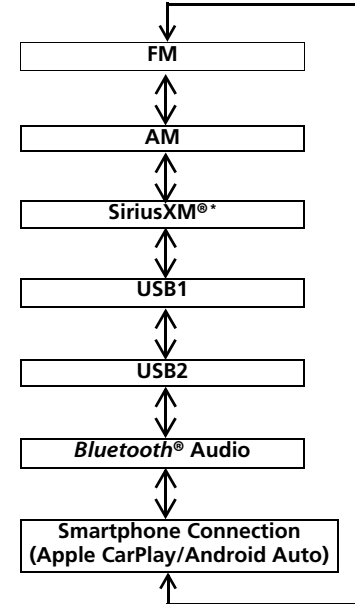 FM
AM
SiriusXM®*
USB1
USB2
Bluetooth® Audio
Smartphone Connection
(Apple CarPlay/Android Auto)